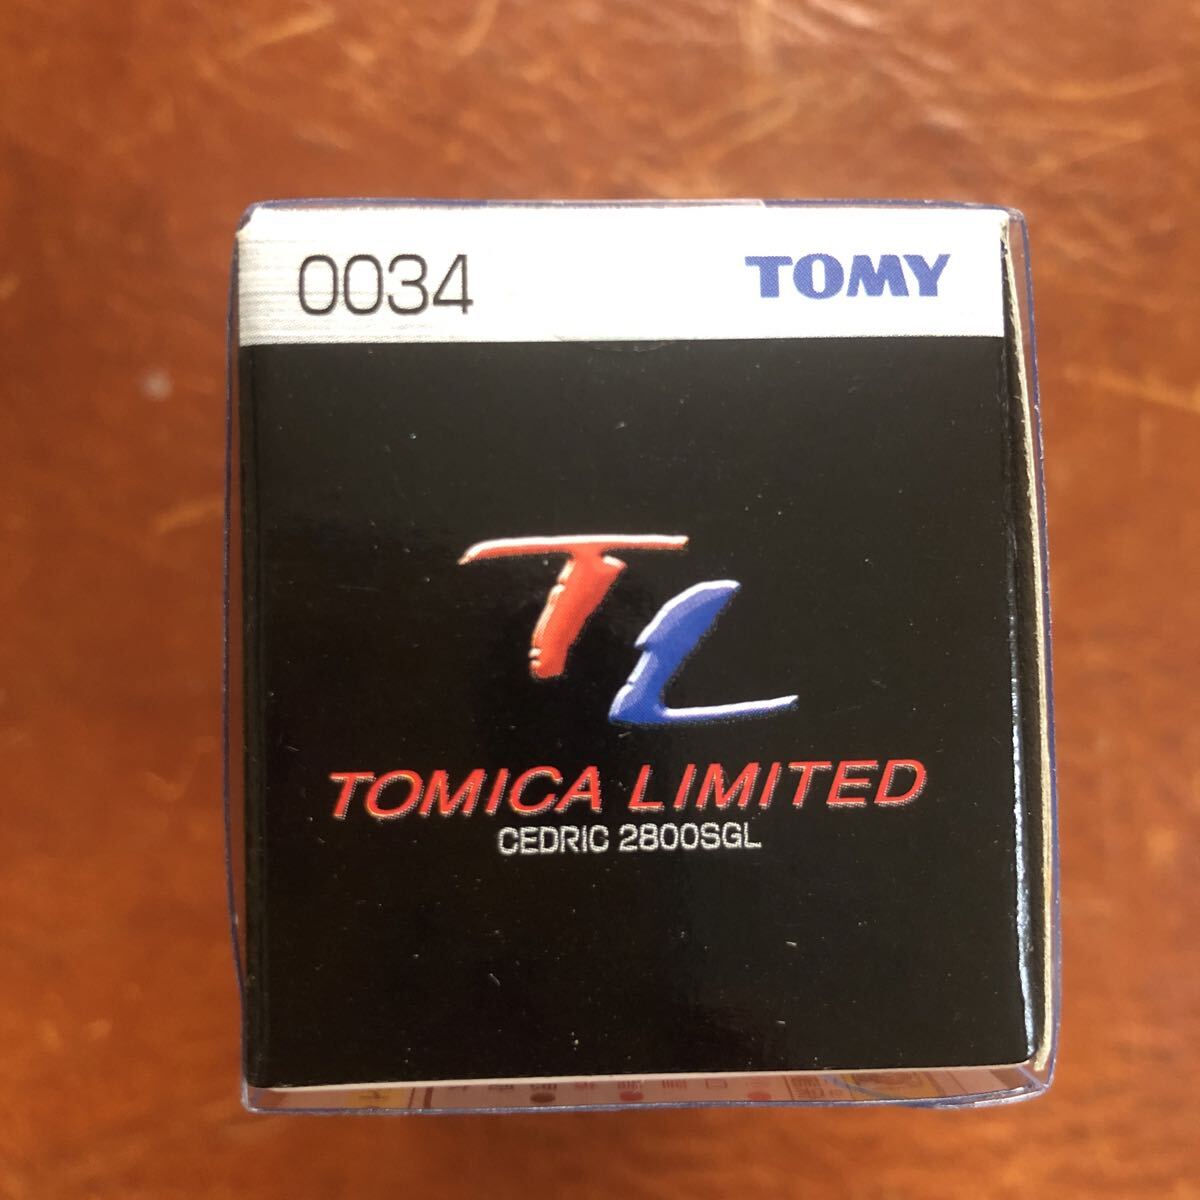 0034
TOMY
TL
TOMICA LIMITED
CEDRIC 2800SGL